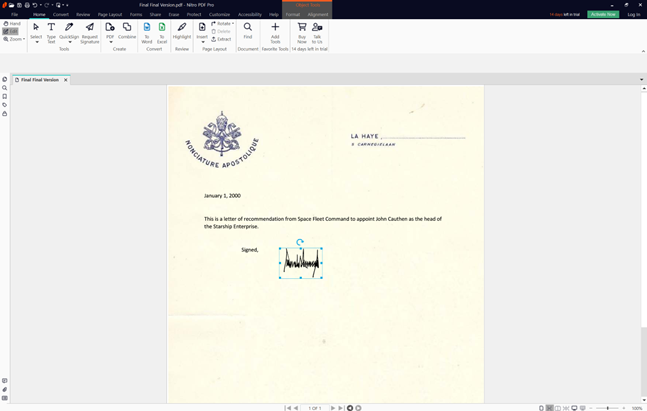 Final Final Version.pdf - Nitro PDF Pro
Object Tools
File Home Convert Review Page Layout Forms Share Erase Protect Customize Accessibility Help Format Alignment
14 days left in trial
Activate Now
Log In
Hand
Edit
Zoom
Select
Type Text
QuickSign
Request Signature
Tools
PDF
Combine
Create
To Word
To Excel
Convert
Highlight
Review
Insert
Rotate
Delete
Extract
Page Layout
Find
Document
Add Tools
Favorite Tools
Buy Now
Talk to Us
14 days left in trial
Final Final Version
NONCIATURE APOSTOLIQUE
LA HAYE
5 CARNEGIELAAN
January 1, 2000
This is a letter of recommendation from Space Fleet Command to appoint John Cauthen as the head of
the Starship Enterprise.
Signed,
1 OF 1
100%